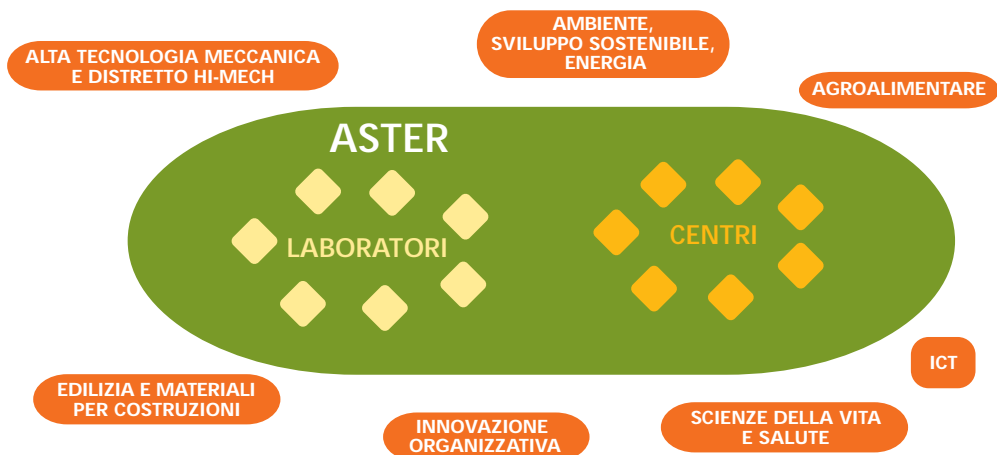 AMBIENTE,
SVILUPPO SOSTENIBILE,
ENERGIA
ALTA TECNOLOGIA MECCANICA
E DISTRETTO HI-MECH
AGROALIMENTARE
ASTER
LABORATORI
CENTRI
ICT
EDILIZIA E MATERIALI
PER COSTRUZIONI
INNOVAZIONE
ORGANIZZATIVA
SCIENZE DELLA VITA
E SALUTE